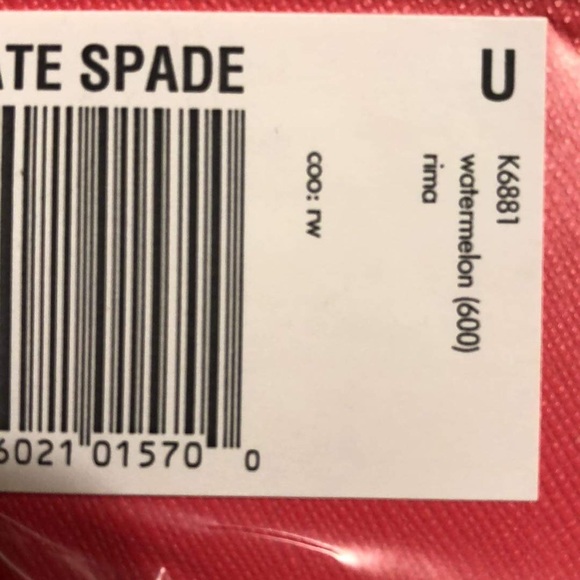 ATE SPADE
6021 01570 0
U
K6881
watermelon (600)
rima
coo: rw